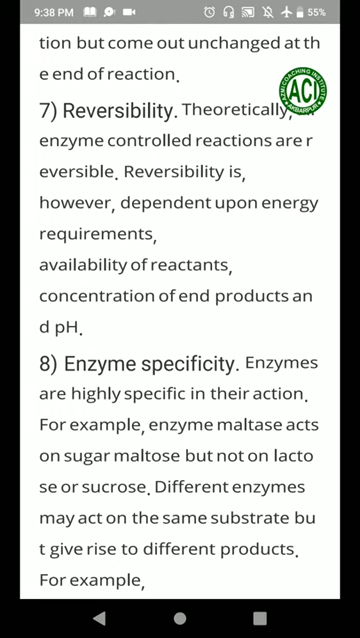 9:38 PM
55%
tion but come out unchanged at th
e end of reaction.
AZMI COACHING INSTITUTE
ACI
AKBARPUR
7) Reversibility. Theoretically,
enzyme controlled reactions are r
eversible. Reversibility is,
however, dependent upon energy
requirements,
availability of reactants,
concentration of end products an
d pH.
8) Enzyme specificity. Enzymes
are highly specific in their action.
For example, enzyme maltase acts
on sugar maltose but not on lacto
se or sucrose. Different enzymes
may act on the same substrate bu
t give rise to different products.
For example,